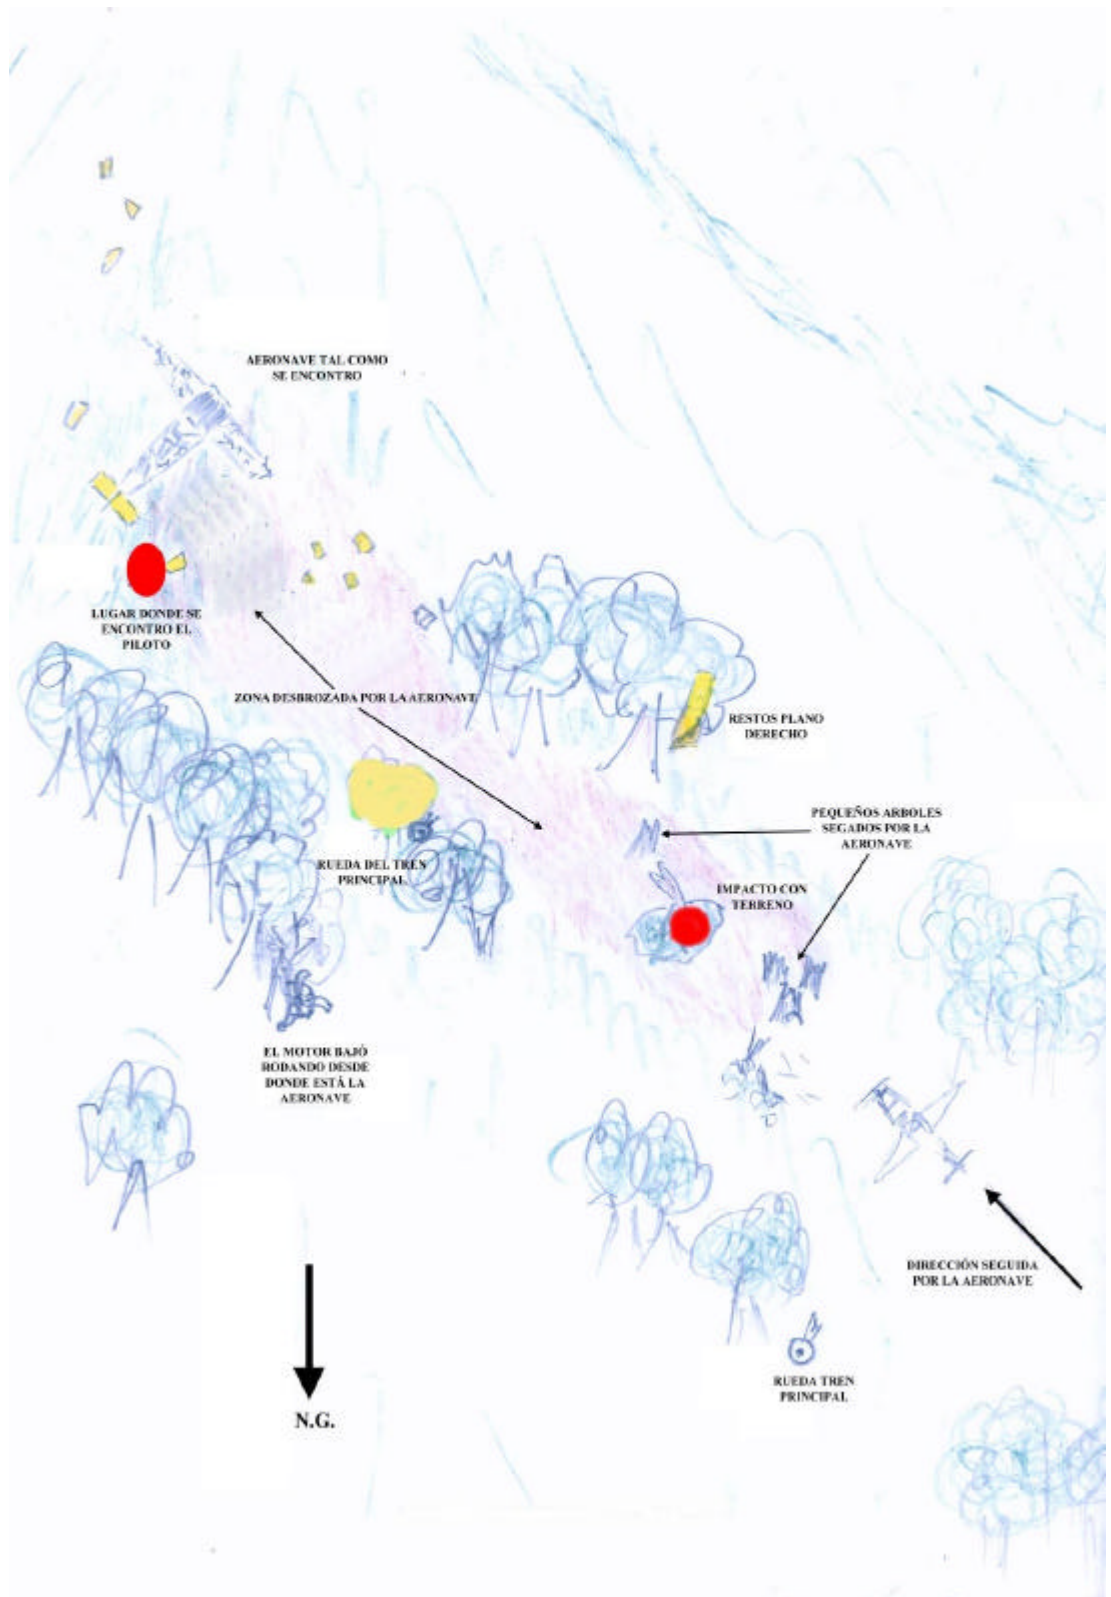 AERONAVE TAL COMO
SE ENCONTRO
LUGAR DONDE SE
ENCONTRO EL
PILOTO
ZONA DESBROZADA POR LA AERONAVE
RESTOS PLANO
DERECHO
PEQUEÑOS ARBOLES
SEGADOS POR LA
AERONAVE
RUEDA DEL TREN
PRINCIPAL
IMPACTO CON
TERRENO
EL MOTOR BAJÓ
RODANDO DESDE
DONDE ESTÁ LA
AERONAVE
DIRECCIÓN SEGUIDA
POR LA AERONAVE
RUEDA TREN
PRINCIPAL
N.G.